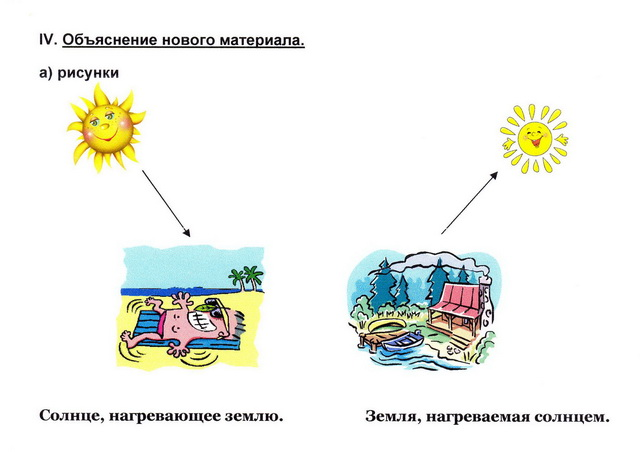 IV. Объяснение нового материала.
а) рисунки
Солнце, нагревающее землю.
Земля, нагреваемая солнцем.